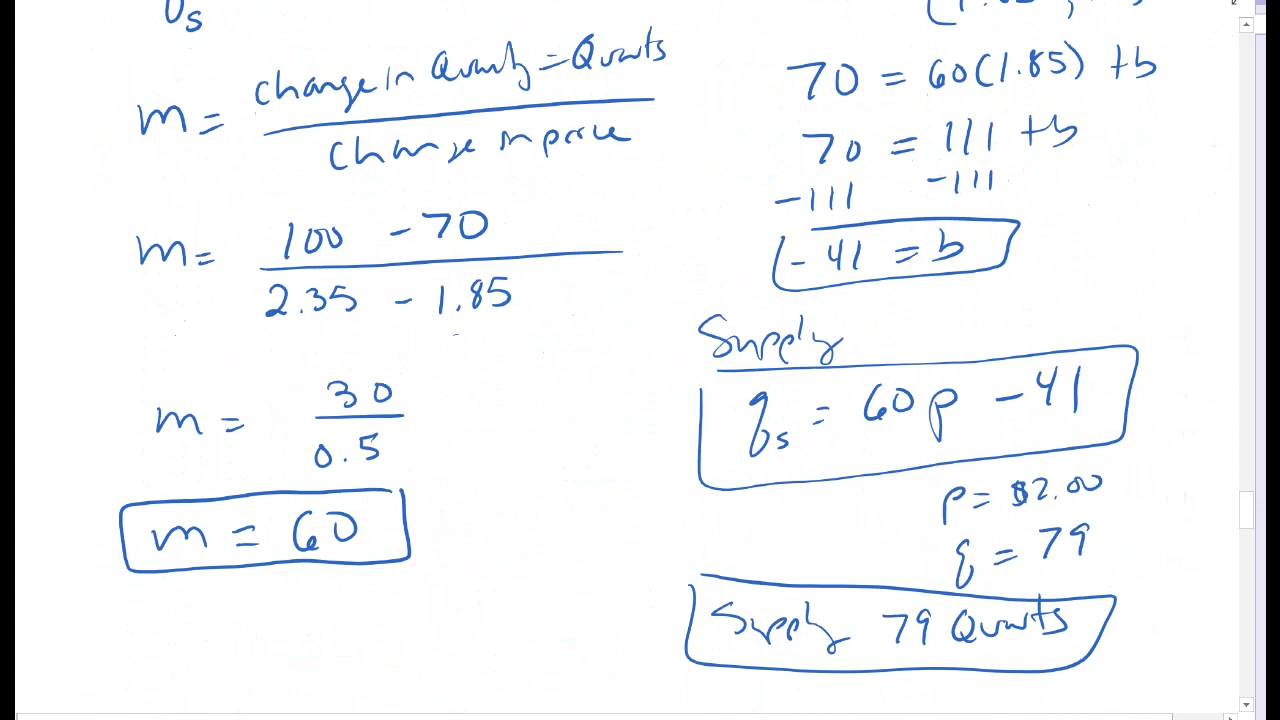 m = change in Quantity = Quarts
change in price
m = 100 - 70
2.35 - 1.85
m = 30
0.5
m = 60
70 = 60(1.85) + b
70 = 111 + b
-111 -111
-41 = b
Supply
q_s = 60p - 41
p = $2.00
q = 79
Supply 79 Quarts